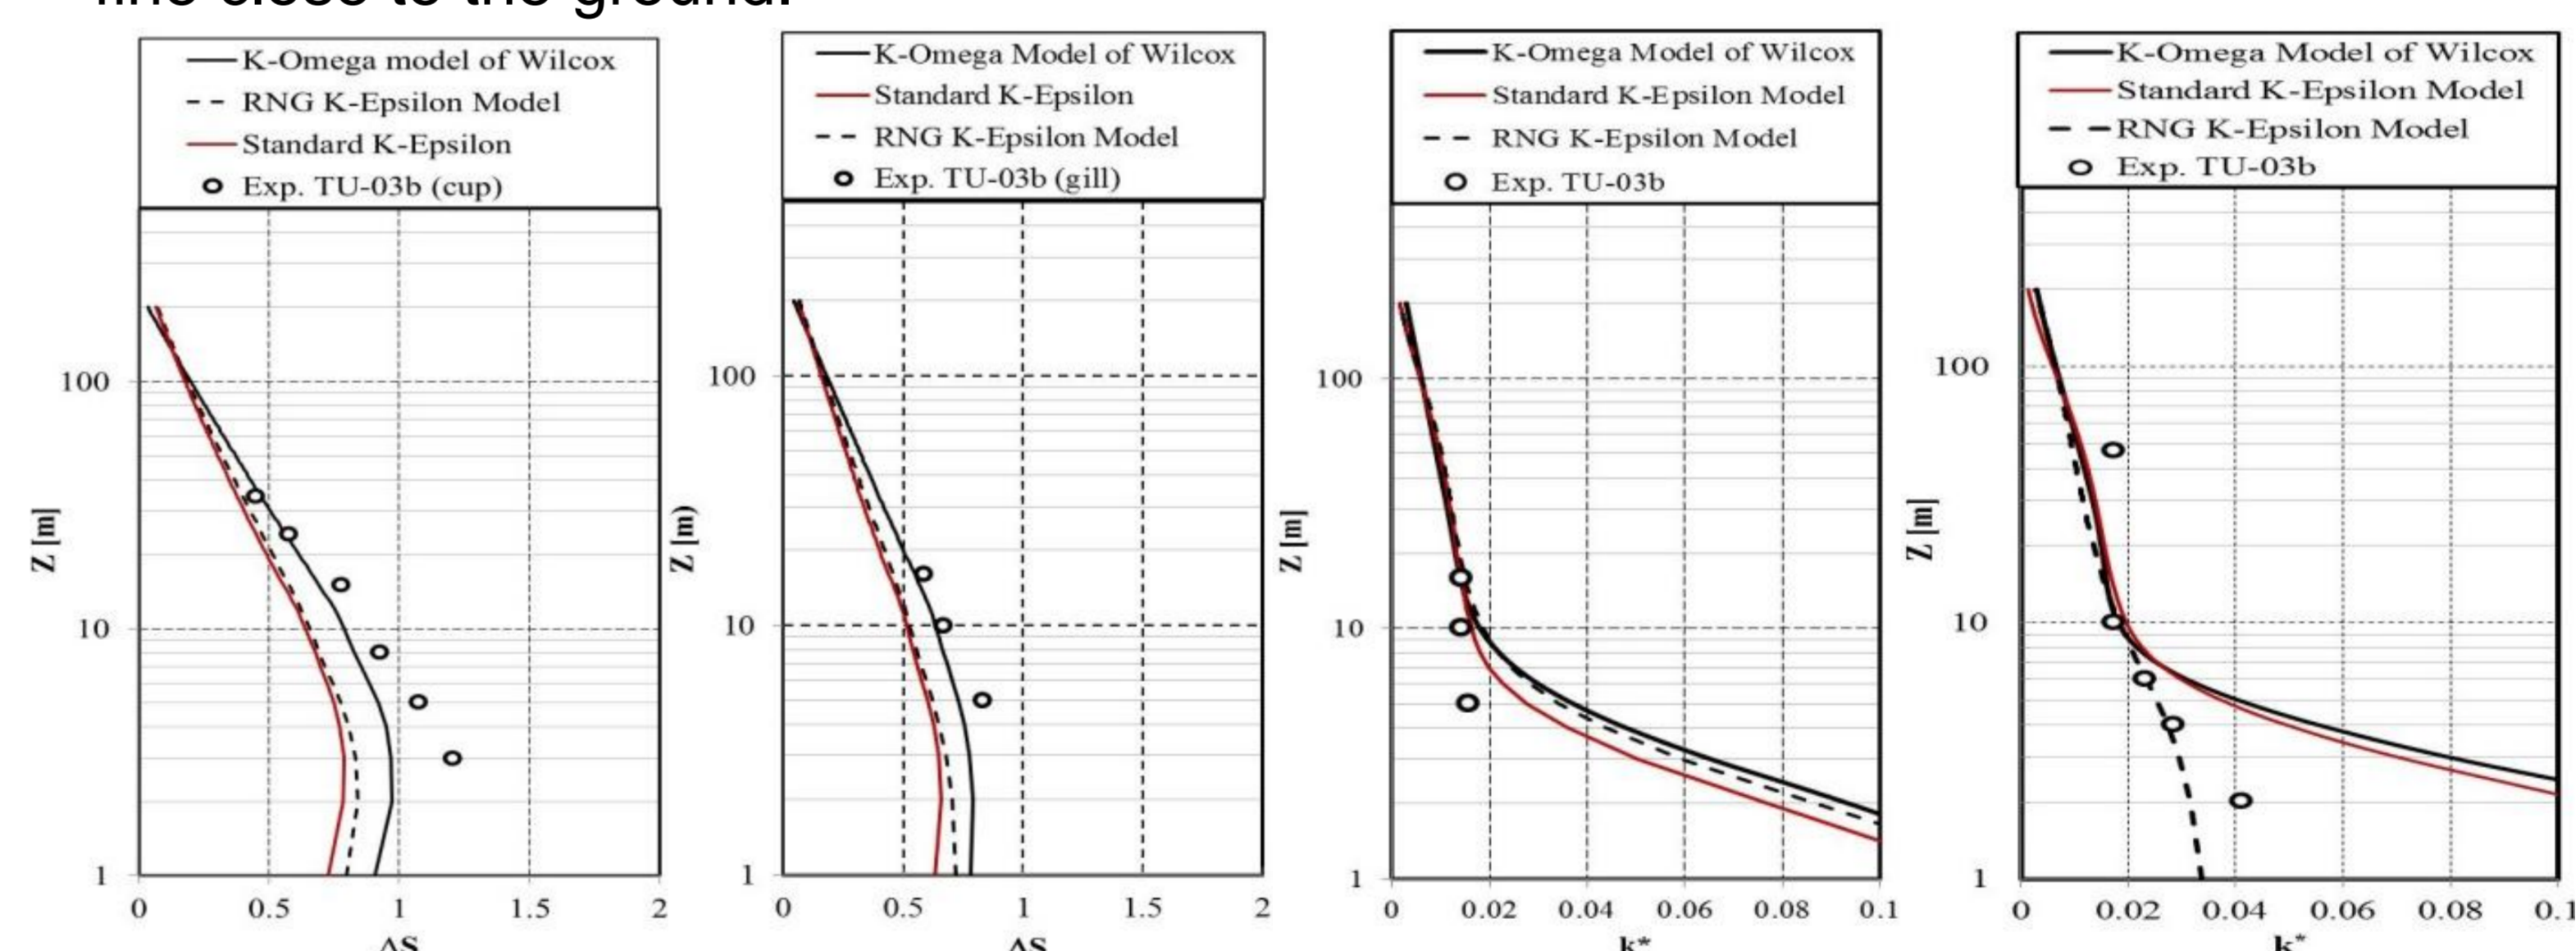 fine close to the ground.
K-Omega model of Wilcox
RNG K-Epsilon Model
Standard K-Epsilon
Exp. TU-03b (cup)
Z [m]
100
10
1
0 0.5 1 1.5 2
ΔS
K-Omega Model of Wilcox
Standard K-Epsilon
RNG K-Epsilon Model
Exp. TU-03b (gill)
Z [m)
100
10
1
0 0.5 1 1.5 2
ΔS
K-Omega Model of Wilcox
Standard K-Epsilon Model
RNG K-Epsilon Model
Exp. TU-03b
Z [m]
100
10
1
0 0.02 0.04 0.06 0.08 0.1
k*
K-Omega Model of Wilcox
Standard K-Epsilon Model
RNG K-Epsilon Model
Exp. TU-03b
Z [m]
100
10
1
0 0.02 0.04 0.06 0.08 0.1
k*